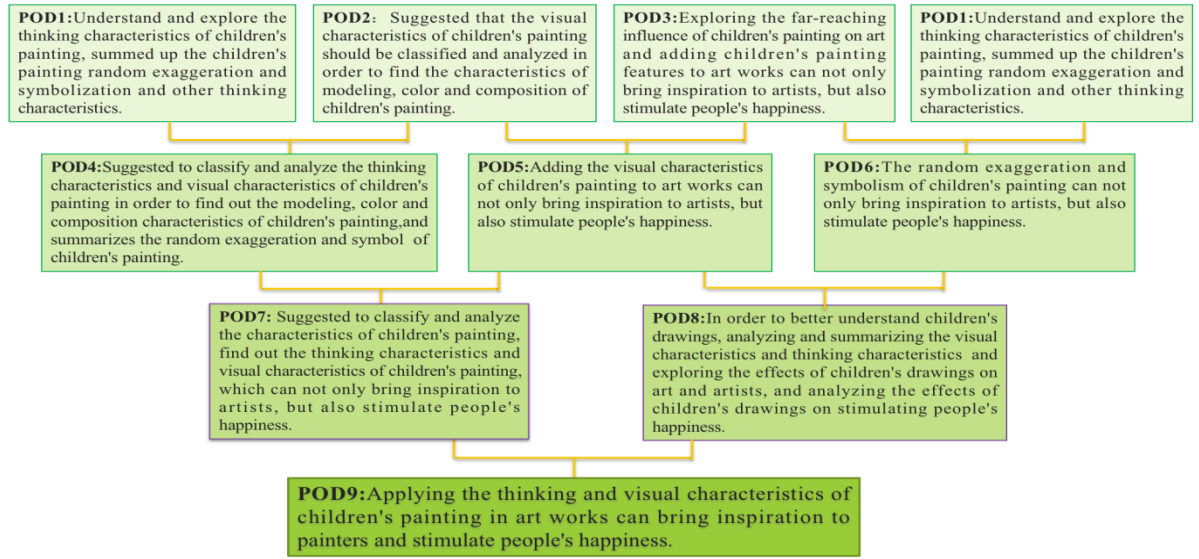 POD1:Understand and explore the
thinking characteristics of children's
painting, summed up the children's
painting random exaggeration and
symbolization and other thinking
characteristics.
POD2： Suggested that the visual
characteristics of children's painting
should be classified and analyzed in
order to find the characteristics of
modeling, color and composition of
children's painting.
POD3:Exploring the far-reaching
influence of children's painting on art
and adding children's painting
features to art works can not only
bring inspiration to artists, but also
stimulate people's happiness.
POD1:Understand and explore the
thinking characteristics of children's
painting, summed up the children's
painting random exaggeration and
symbolization and other thinking
characteristics.
POD4:Suggested to classify and analyze the thinking
characteristics and visual characteristics of children's
painting in order to find out the modeling, color and
composition characteristics of children's painting,and
summarizes the random exaggeration and symbol of
children's painting.
POD5:Adding the visual characteristics
of children's painting to art works can
not only bring inspiration to artists, but
also stimulate people's happiness.
POD6: The random exaggeration and
symbolism of children's painting can not
only bring inspiration to artists, but also
stimulate people's happiness.
POD7: Suggested to classify and analyze
the characteristics of children's painting,
find out the thinking characteristics and
visual characteristics of children's painting,
which can not only bring inspiration to
artists, but also stimulate people's
happiness.
POD8:In order to better understand children's
drawings, analyzing and summarizing the visual
characteristics and thinking characteristics and
exploring the effects of children's drawings on
art and artists, and analyzing the effects of
children's drawings on stimulating people's
happiness.
POD9:Applying the thinking and visual characteristics of
children's painting in art works can bring inspiration to
painters and stimulate people's happiness.